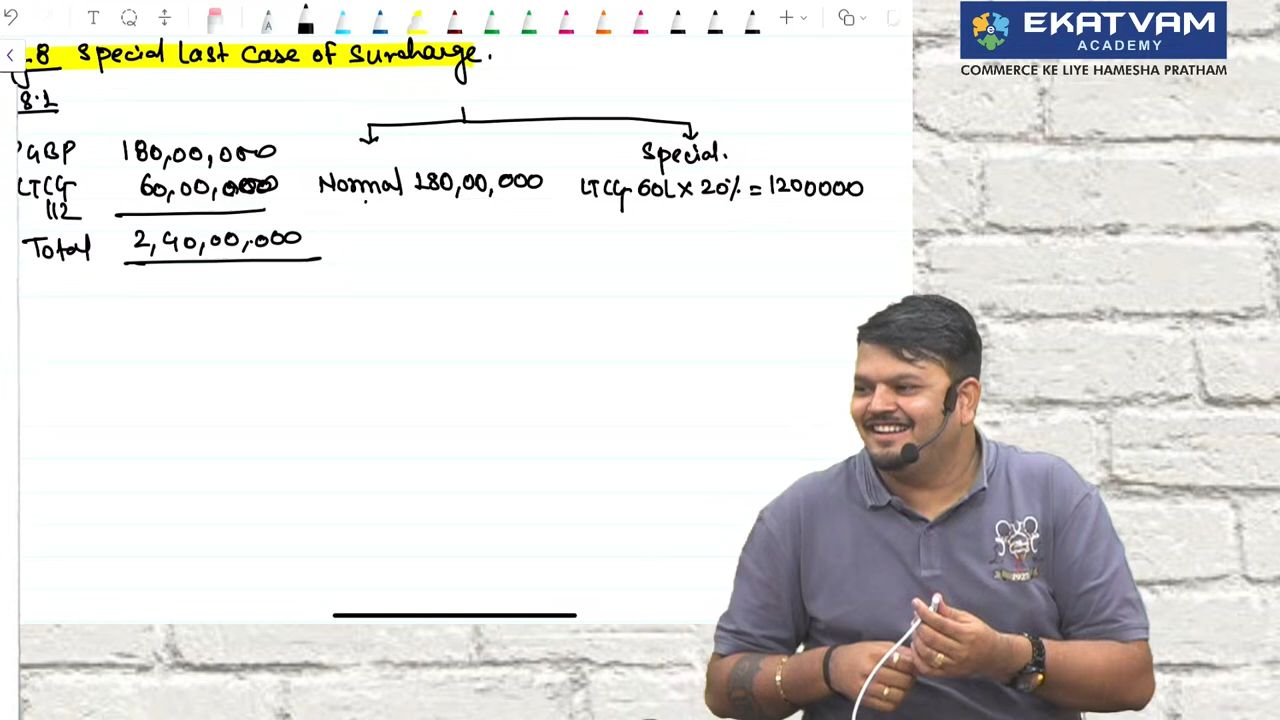 .8 Special Last Case of Surcharge.
8.1
PGBP 180,00,000
LTCG 60,00,000
112
Total 2,40,00,000
Normal 180,00,000
Special.
LTCG 60L X 20% = 1200000
EKATVAM
ACADEMY
COMMERCE KE LIYE HAMESHA PRATHAM
1927